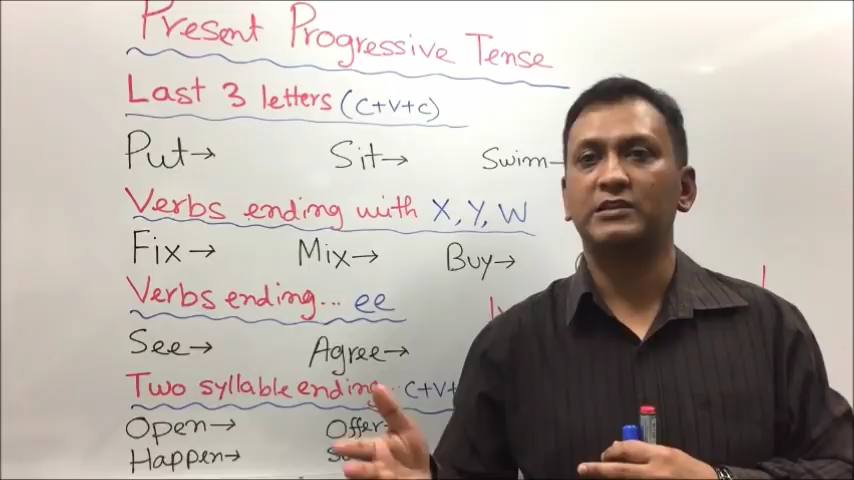 Present Progressive Tense
Last 3 letters (C+V+C)
Put→ Sit→ Swim→
Verbs ending with X, Y, W
Fix→ Mix→ Buy→
Verbs ending... ee
See→ Agree→
Two syllable ending.. C+V+
Open→ Offer→
Happen→